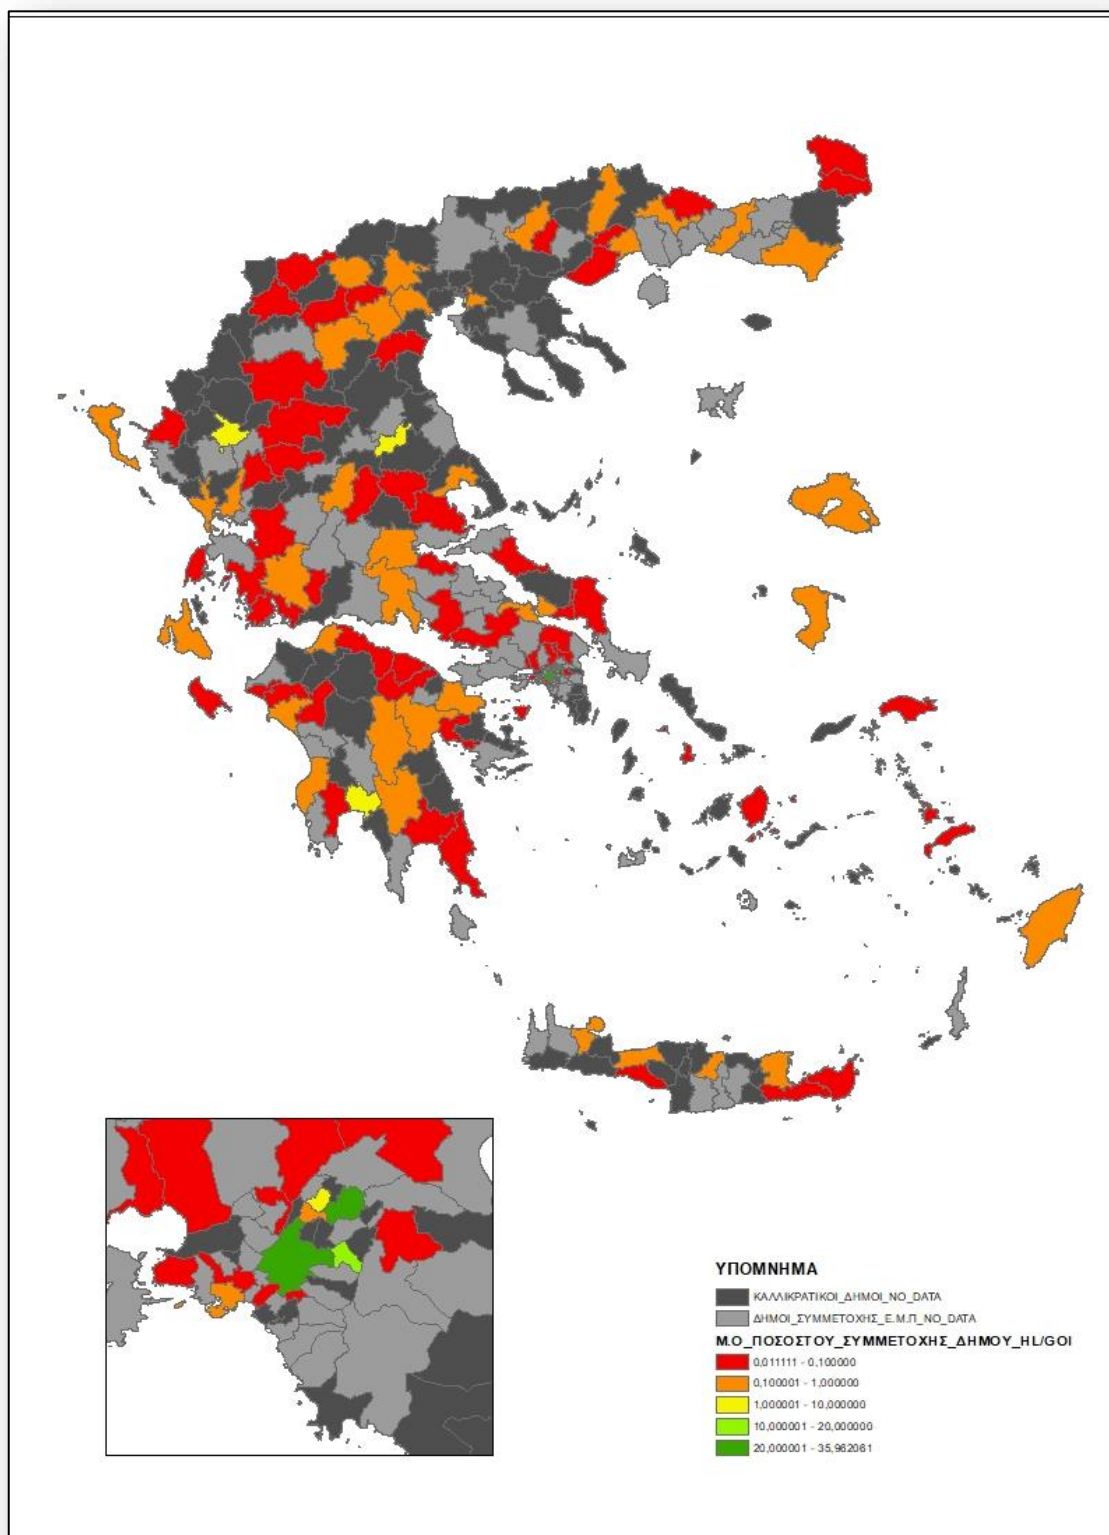 ΥΠΟΜΝΗΜΑ
ΚΑΛΛΙΚΡΑΤΙΚΟΙ_ΔΗΜΟΙ_NO_DATA
ΔΗΜΟΙ_ΣΥΜΜΕΤΟΧΗΣ_Ε.Μ.Π_NO_DATA
Μ.Ο_ΠΟΣΟΣΤΟΥ_ΣΥΜΜΕΤΟΧΗΣ_ΔΗΜΟΥ_HL/GOI
0,011111 - 0,100000
0,100001 - 1,000000
1,000001 - 10,000000
10,000001 - 20,000000
20,000001 - 35,962061